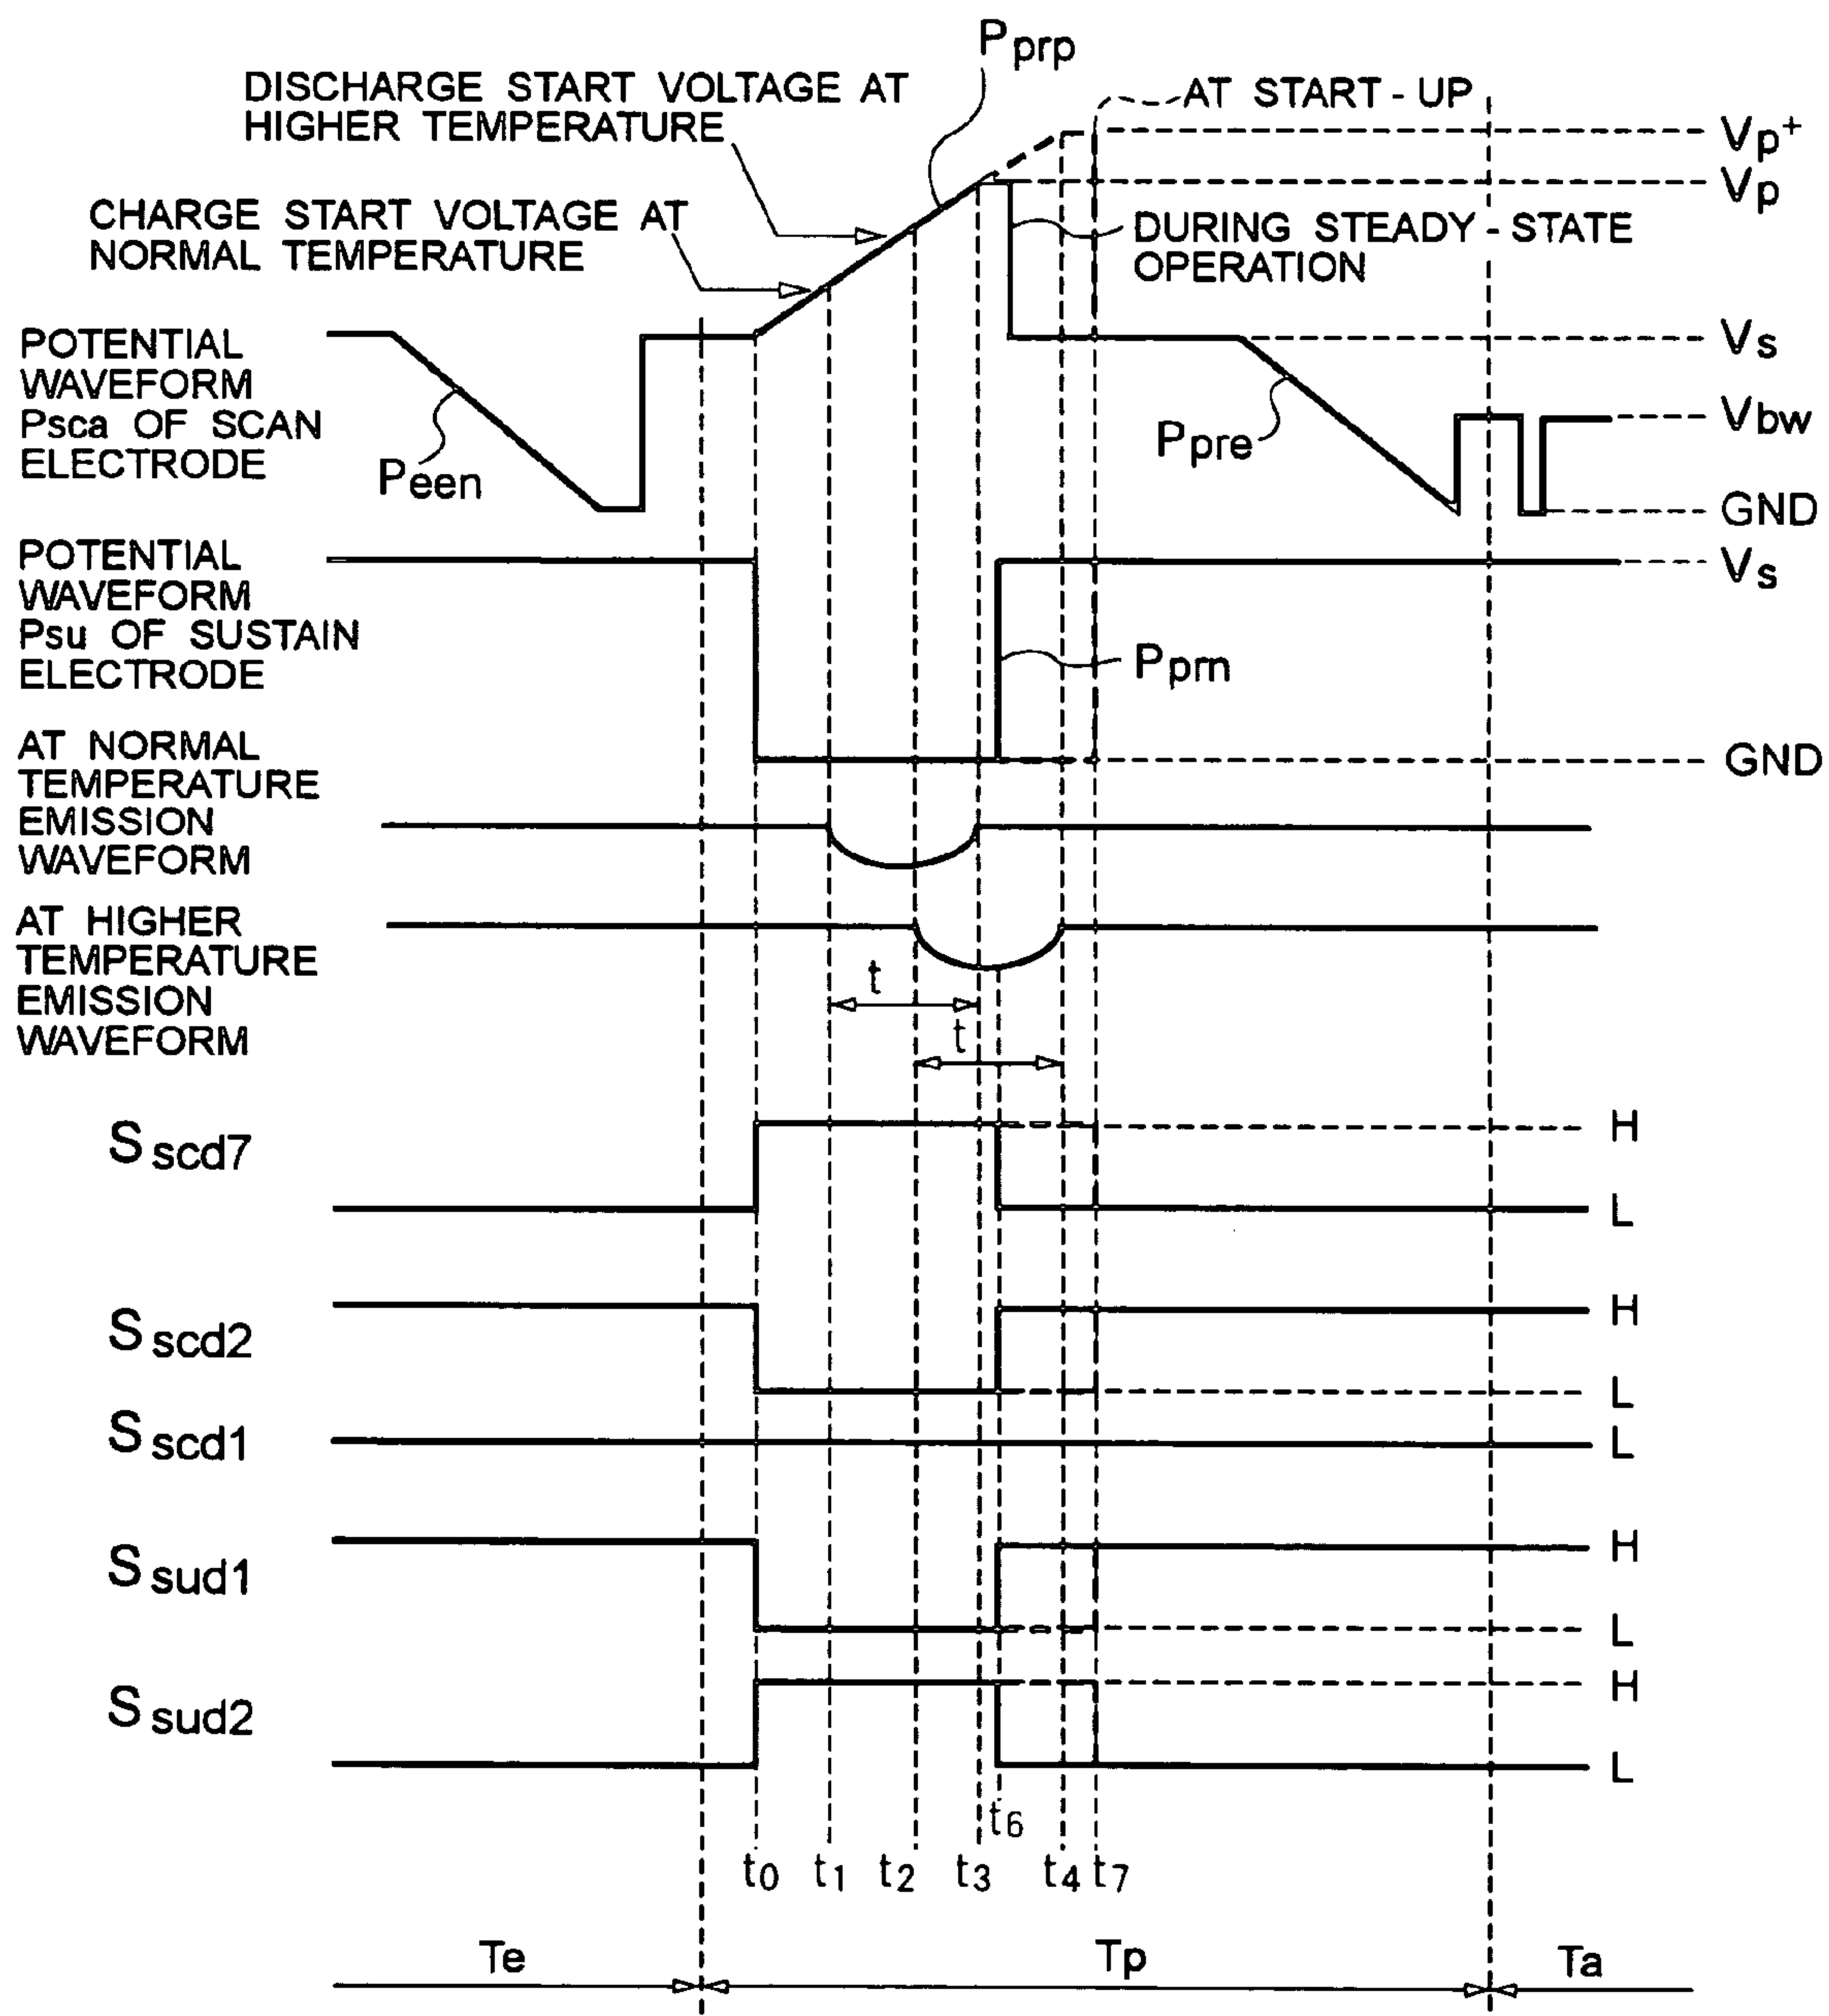 Pprp
DISCHARGE START VOLTAGE AT
HIGHER TEMPERATURE
AT START-UP
Vp+
Vp
CHARGE START VOLTAGE AT
NORMAL TEMPERATURE
DURING STEADY-STATE
OPERATION
POTENTIAL
WAVEFORM
Psca OF SCAN
ELECTRODE
Peen
Ppre
Vs
Vbw
GND
POTENTIAL
WAVEFORM
Psu OF SUSTAIN
ELECTRODE
Vs
Pprn
GND
AT NORMAL
TEMPERATURE
EMISSION
WAVEFORM
AT HIGHER
TEMPERATURE
EMISSION
WAVEFORM
t
t
Sscd7
H
L
Sscd2
H
L
Sscd1
L
Ssud1
H
L
Ssud2
H
L
t6
t0 t1 t2 t3 t4 t7
Te Tp Ta